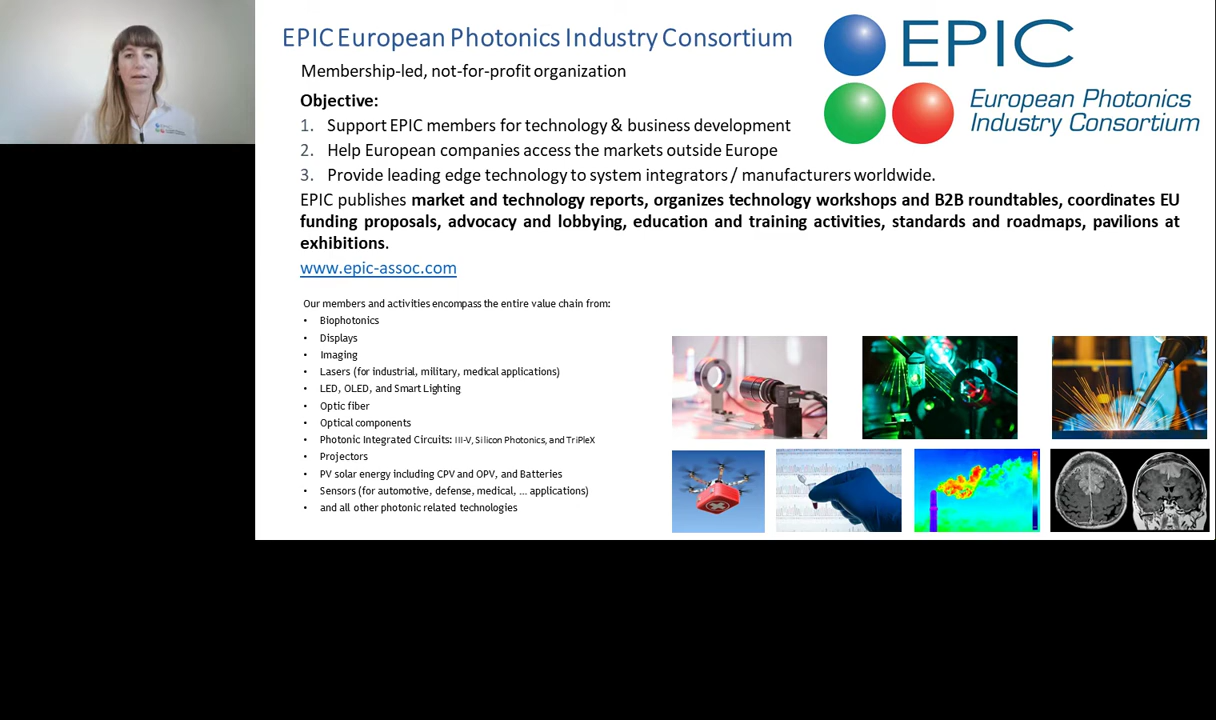 EPIC European Photonics Industry Consortium
EPIC
Membership-led, not-for-profit organization
European Photonics
Industry Consortium
Objective:
1. Support EPIC members for technology & business development
2. Help European companies access the markets outside Europe
3. Provide leading edge technology to system integrators / manufacturers worldwide.
EPIC publishes market and technology reports, organizes technology workshops and B2B roundtables, coordinates EU
funding proposals, advocacy and lobbying, education and training activities, standards and roadmaps, pavilions at
exhibitions.
www.epic-assoc.com
Our members and activities encompass the entire value chain from:
• Biophotonics
• Displays
• Imaging
• Lasers (for industrial, military, medical applications)
• LED, OLED, and Smart Lighting
• Optic fiber
• Optical components
• Photonic Integrated Circuits: III-V, Silicon Photonics, and TriPleX
• Projectors
• PV solar energy including CPV and OPV, and Batteries
• Sensors (for automotive, defense, medical, ... applications)
• and all other photonic related technologies